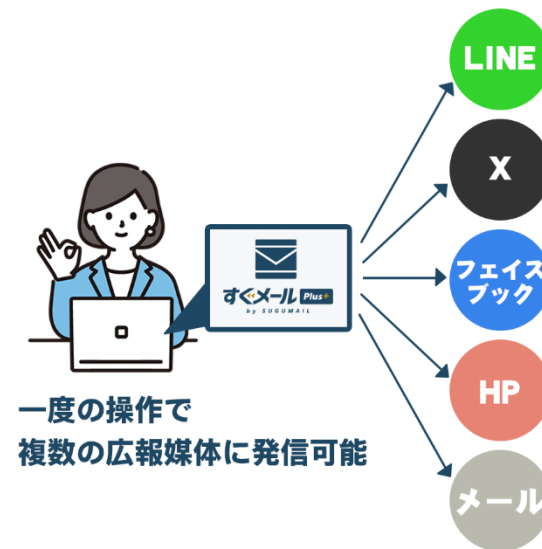 LINE
X
フェイス
ブック
HP
メール
すぐメール Plus+
by SUGUMAIL
一度の操作で
複数の広報媒体に発信可能